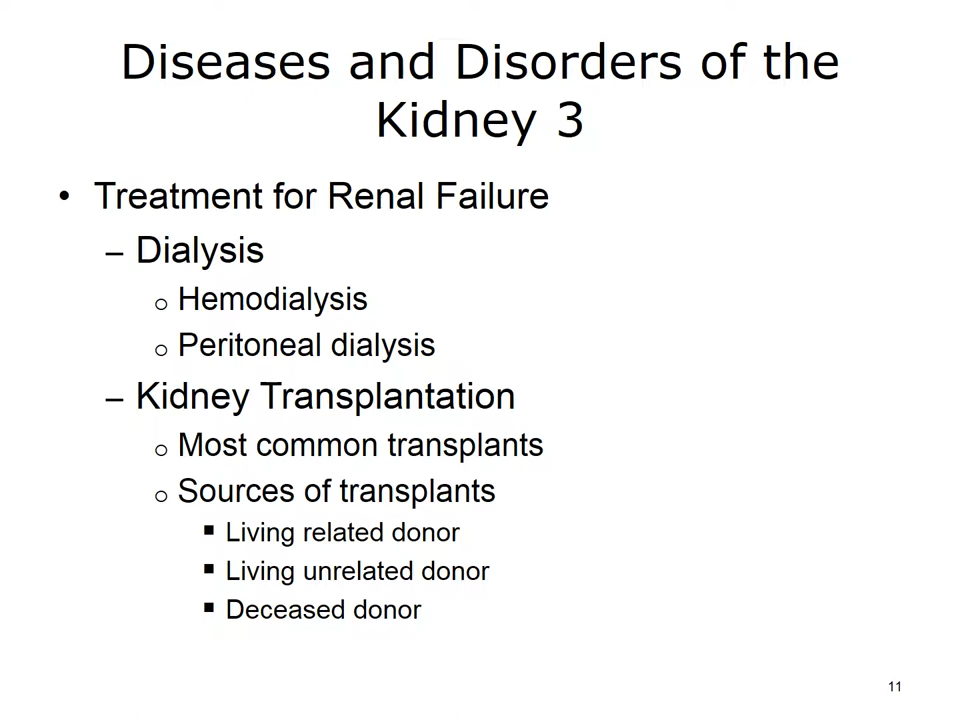 Diseases and Disorders of the
Kidney 3
• Treatment for Renal Failure
– Dialysis
o Hemodialysis
o Peritoneal dialysis
– Kidney Transplantation
o Most common transplants
o Sources of transplants
▪ Living related donor
▪ Living unrelated donor
▪ Deceased donor
11